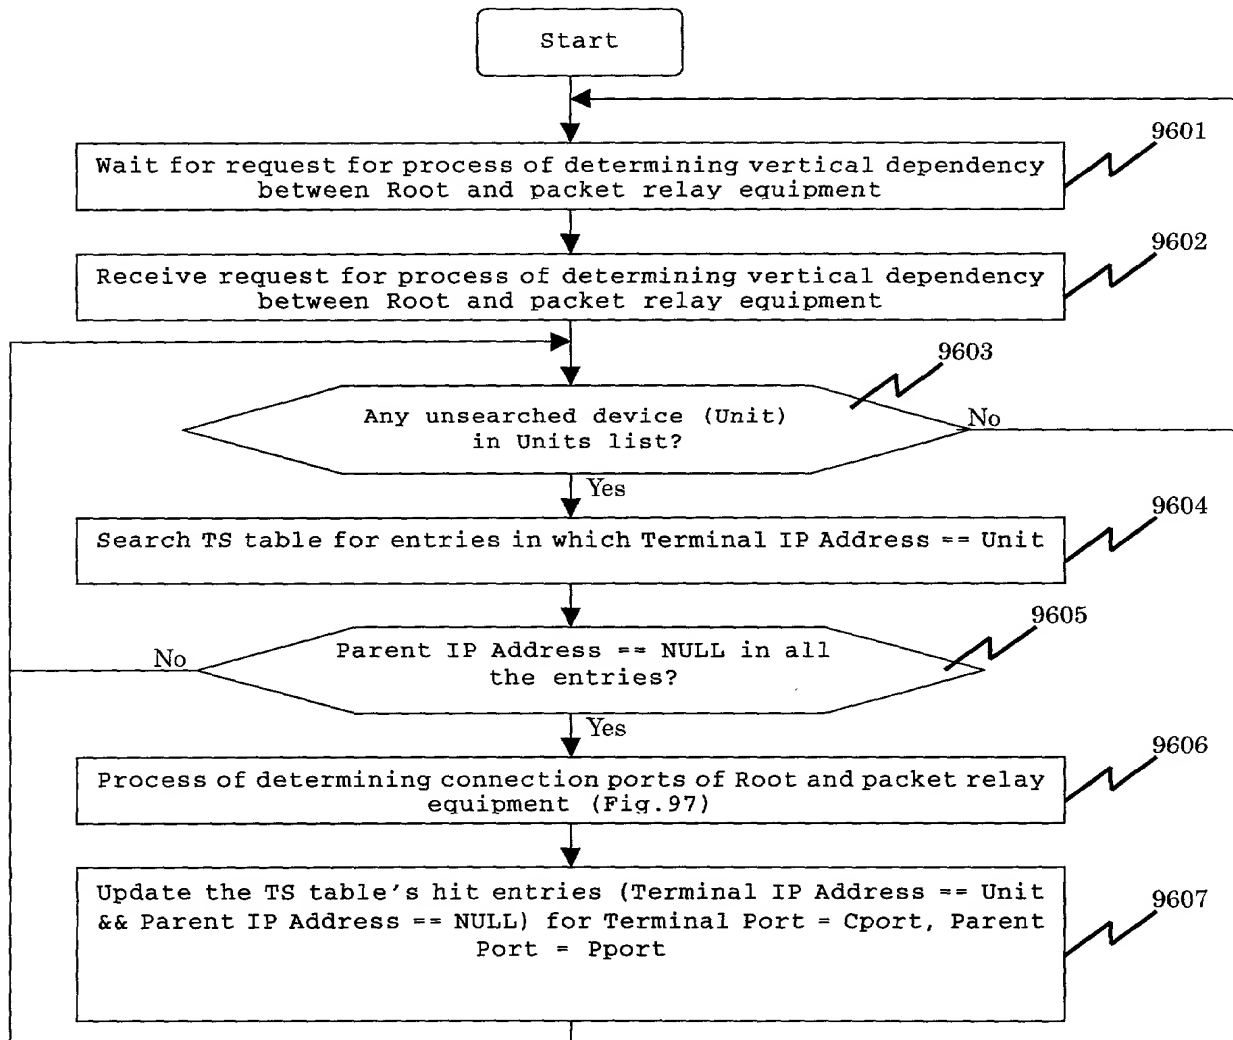 Start
9601
Wait for request for process of determining vertical dependency
between Root and packet relay equipment
9602
Receive request for process of determining vertical dependency
between Root and packet relay equipment
9603
Any unsearched device (Unit)
in Units list?
No
Yes
9604
Search TS table for entries in which Terminal IP Address == Unit
9605
Parent IP Address == NULL in all
the entries?
No
Yes
9606
Process of determining connection ports of Root and packet relay
equipment (Fig.97)
9607
Update the TS table's hit entries (Terminal IP Address == Unit
&& Parent IP Address == NULL) for Terminal Port = Cport, Parent
Port = Pport